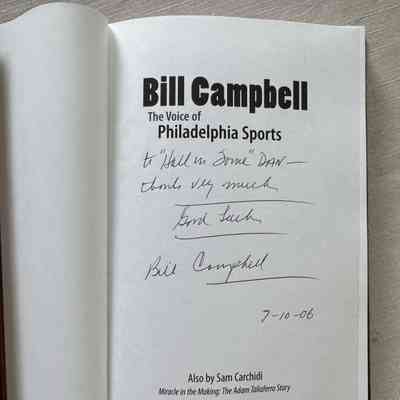 Bill Campbell
The Voice of
Philadelphia Sports
to "Hall in Some" DAN —
thanks very much
Good Luck
Bill Campbell
7-10-06
Also by Sam Carchidi
Miracle in the Making: The Adam Taliaferro Story